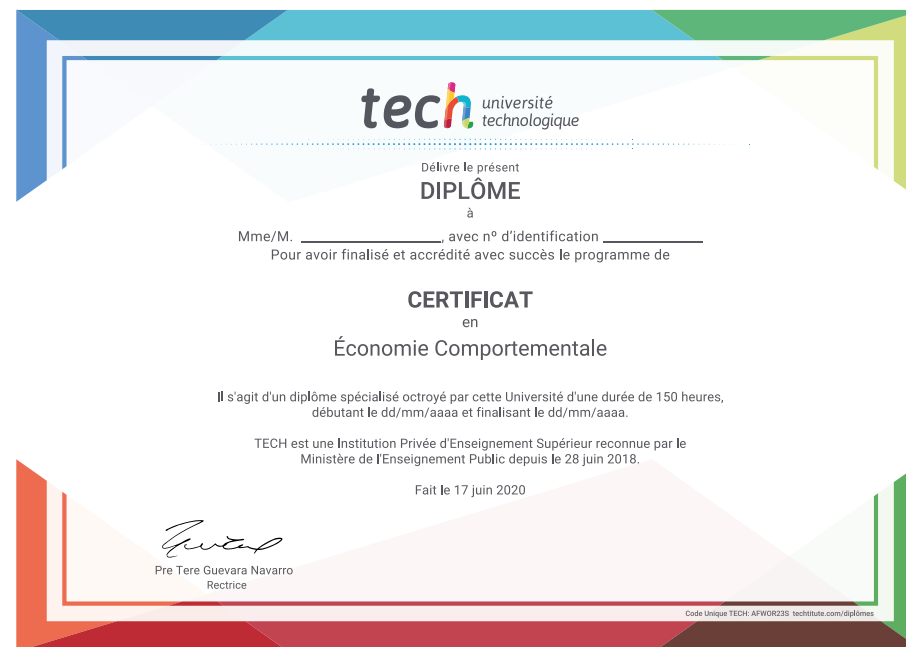 tech université
technologique
Délivre le présent
DIPLÔME
à
Mme/M. ____________________, avec nº d'identification ______________
Pour avoir finalisé et accrédité avec succès le programme de
CERTIFICAT
en
Économie Comportementale
Il s'agit d'un diplôme spécialisé octroyé par cette Université d'une durée de 150 heures,
débutant le dd/mm/aaaa et finalisant le dd/mm/aaaa.
TECH est une Institution Privée d'Enseignement Supérieur reconnue par le
Ministère de l'Enseignement Public depuis le 28 juin 2018.
Fait le 17 juin 2020
Pre Tere Guevara Navarro
Rectrice
Code Unique TECH: AFWOR23S techtitute.com/diplômes